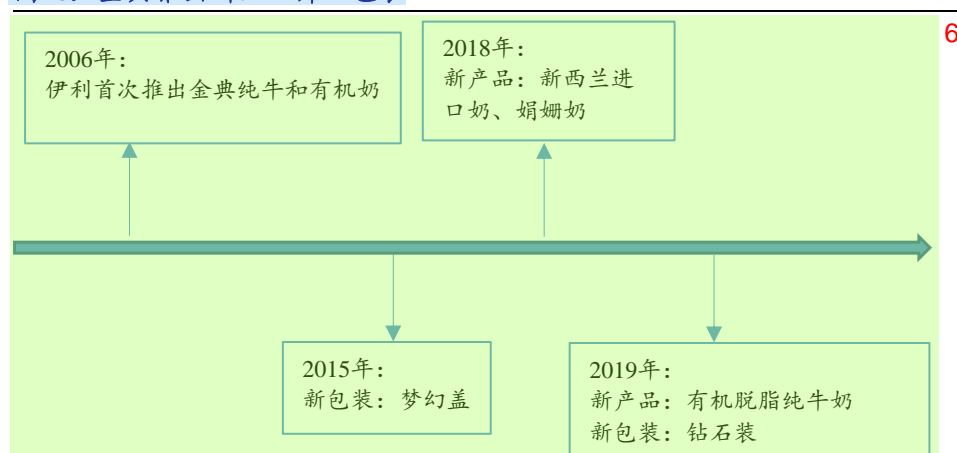 6
2006年：
伊利首次推出金典纯牛和有机奶
2018年：
新产品：新西兰进
口奶、娟姗奶
2015年：
新包装：梦幻盖
2019年：
新产品：有机脱脂纯牛奶
新包装：钻石装